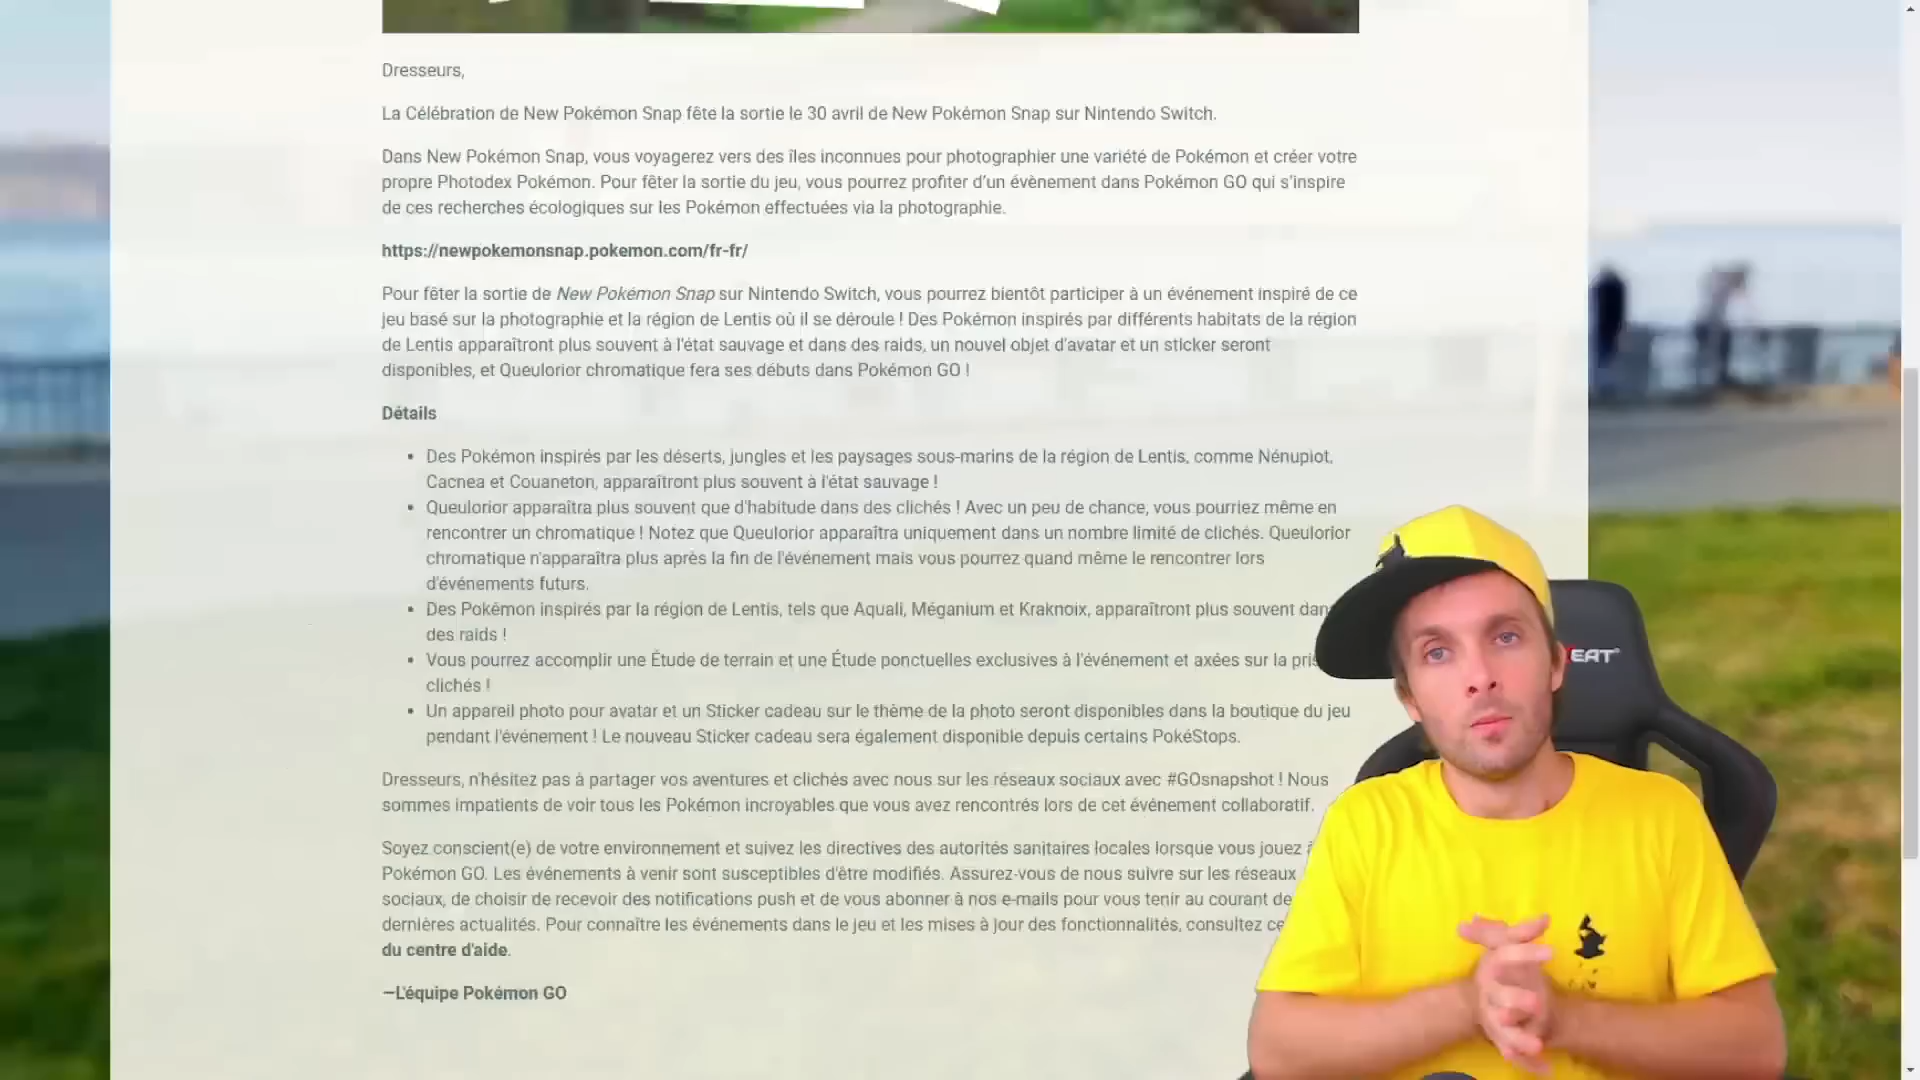 Dresseurs,
La Célébration de New Pokémon Snap fête la sortie le 30 avril de New Pokémon Snap sur Nintendo Switch.
Dans New Pokémon Snap, vous voyagerez vers des îles inconnues pour photographier une variété de Pokémon et créer votre
propre Photodex Pokémon. Pour fêter la sortie du jeu, vous pourrez profiter d’un évènement dans Pokémon GO qui s’inspire
de ces recherches écologiques sur les Pokémon effectuées via la photographie.
https://newpokemonsnap.pokemon.com/fr-fr/
Pour fêter la sortie de New Pokémon Snap sur Nintendo Switch, vous pourrez bientôt participer à un événement inspiré de ce
jeu basé sur la photographie et la région de Lentis où il se déroule ! Des Pokémon inspirés par différents habitats de la région
de Lentis apparaîtront plus souvent à l'état sauvage et dans des raids, un nouvel objet d'avatar et un sticker seront
disponibles, et Queulorior chromatique fera ses débuts dans Pokémon GO !
Détails
• Des Pokémon inspirés par les déserts, jungles et les paysages sous-marins de la région de Lentis, comme Nénupiot,
Cacnea et Couaneton, apparaîtront plus souvent à l'état sauvage !
• Queulorior apparaîtra plus souvent que d'habitude dans des clichés ! Avec un peu de chance, vous pourriez même en
rencontrer un chromatique ! Notez que Queulorior apparaîtra uniquement dans un nombre limité de clichés. Queulorior
chromatique n'apparaîtra plus après la fin de l'événement mais vous pourrez quand même le rencontrer lors
d'événements futurs.
• Des Pokémon inspirés par la région de Lentis, tels que Aquali, Méganium et Kraknoix, apparaîtront plus souvent dan
des raids !
• Vous pourrez accomplir une Étude de terrain et une Étude ponctuelles exclusives à l'événement et axées sur la pris
clichés !
• Un appareil photo pour avatar et un Sticker cadeau sur le thème de la photo seront disponibles dans la boutique du jeu
pendant l'événement ! Le nouveau Sticker cadeau sera également disponible depuis certains PokéStops.
Dresseurs, n'hésitez pas à partager vos aventures et clichés avec nous sur les réseaux sociaux avec #GOsnapshot ! Nous
sommes impatients de voir tous les Pokémon incroyables que vous avez rencontrés lors de cet événement collaboratif.
Soyez conscient(e) de votre environnement et suivez les directives des autorités sanitaires locales lorsque vous jouez à
Pokémon GO. Les événements à venir sont susceptibles d'être modifiés. Assurez-vous de nous suivre sur les réseaux
sociaux, de choisir de recevoir des notifications push et de vous abonner à nos e-mails pour vous tenir au courant de
dernières actualités. Pour connaître les événements dans le jeu et les mises à jour des fonctionnalités, consultez ce
du centre d'aide.
—L'équipe Pokémon GO
EAT